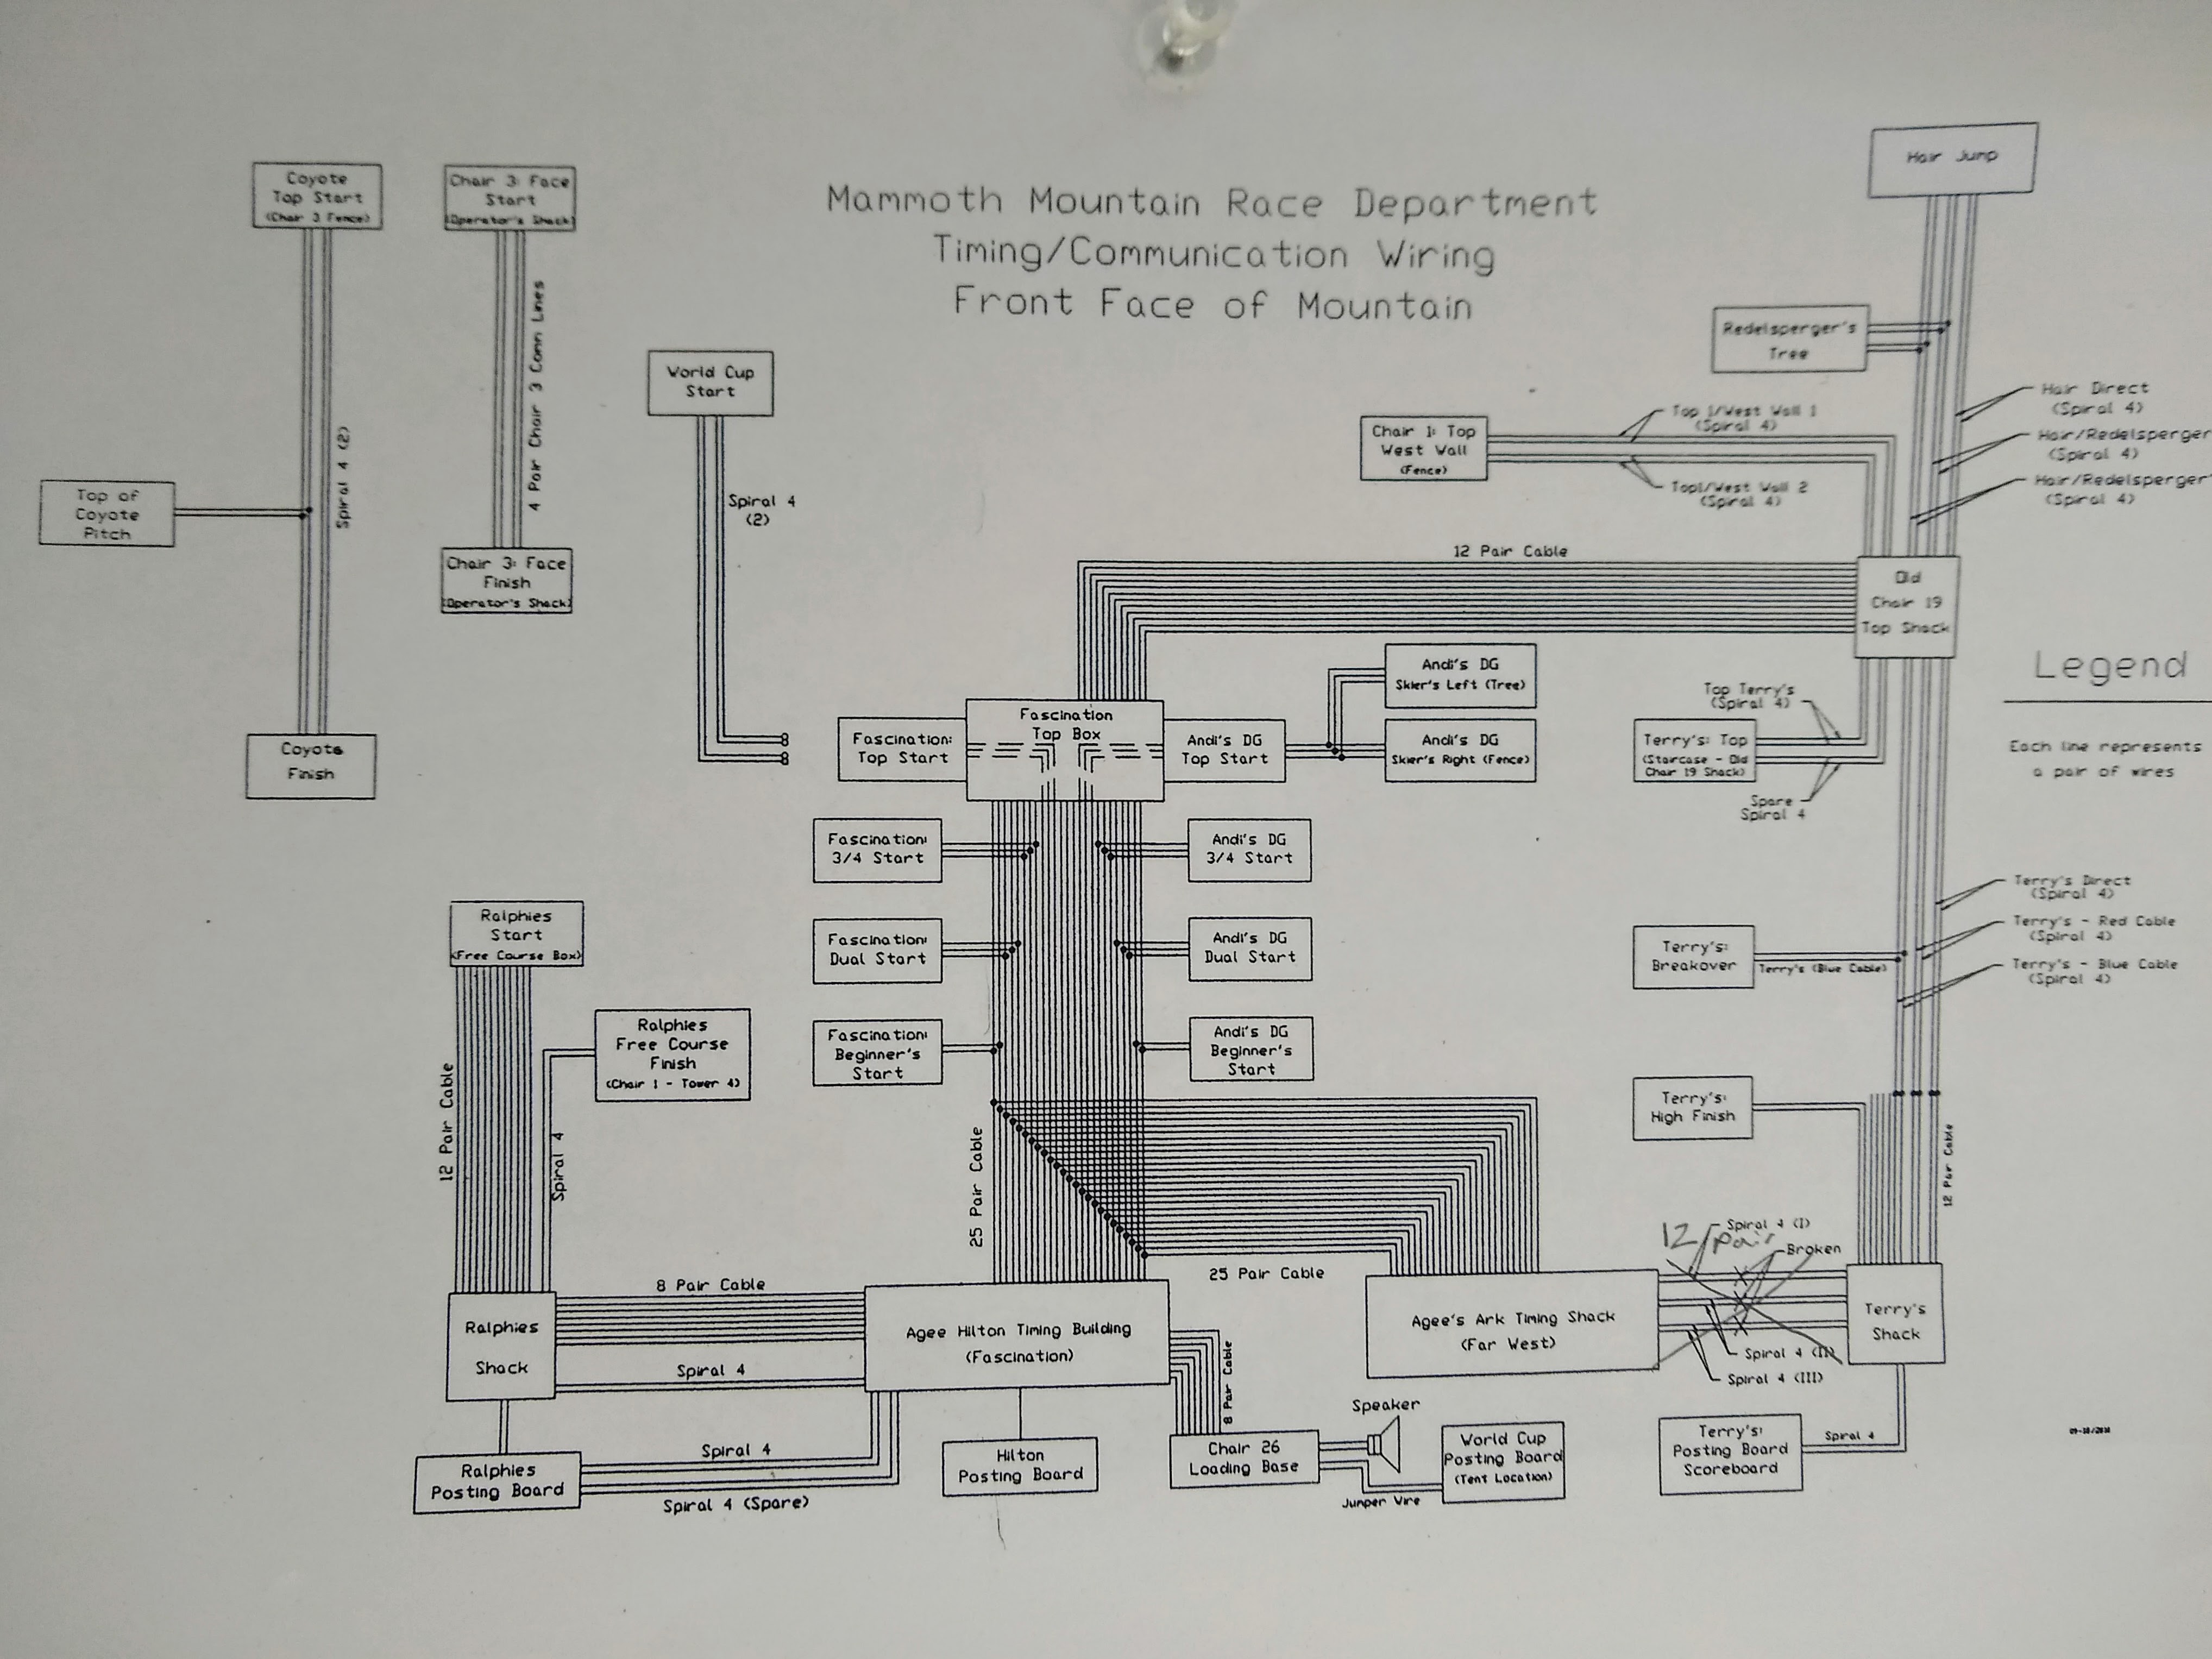 Mammoth Mountain Race Department
Timing/Communication Wiring
Front Face of Mountain
Coyote
Top Start
(Chair 3 Fence)
Chair 3: Face
Start
(Operator's Shack)
Hair Jump
Spiral 4 (2)
4 Pair Chair 3 Conn Lines
World Cup
Start
Spiral 4
(2)
Redelsperger's
Tree
Chair 1: Top
West Wall
(Fence)
Top 1/West Wall 1
(Spiral 4)
Top1/West Wall 2
(Spiral 4)
Hair Direct
(Spiral 4)
Hair/Redelsperger
(Spiral 4)
Hair/Redelsperger'
(Spiral 4)
Top of
Coyote
Pitch
Chair 3: Face
Finish
(Operator's Shack)
Coyote
Finish
12 Pair Cable
Old
Chair 19
Top Shack
Legend
Each line represents
a pair of wires
Fascination:
Top Start
Fascination
Top Box
Andi's DG
Top Start
Andi's DG
Skier's Left (Tree)
Andi's DG
Skier's Right (Fence)
Top Terry's
(Spiral 4)
Terry's: Top
(Staircase - Old
Chair 19 Shack)
Spare
Spiral 4
Fascination:
3/4 Start
Andi's DG
3/4 Start
Fascination:
Dual Start
Andi's DG
Dual Start
Fascination:
Beginner's
Start
Andi's DG
Beginner's
Start
Terry's Direct
(Spiral 4)
Terry's - Red Cable
(Spiral 4)
Terry's - Blue Cable
(Spiral 4)
Terry's:
Breakover
Terry's (Blue Cable)
Terry's:
High Finish
12 Pair Cable
Ralphies
Start
(Free Course Box)
Ralphies
Free Course
Finish
(Chair 1 - Tower 4)
12 Pair Cable
Spiral 4
25 Pair Cable
25 Pair Cable
12 pair
Spiral 4 (I)
Broken
Spiral 4 (II)
Spiral 4 (III)
Ralphies
Shack
8 Pair Cable
Spiral 4
Agee Hilton Timing Building
(Fascination)
Agee's Ark Timing Shack
(Far West)
Terry's
Shack
8 Pair Cable
Ralphies
Posting Board
Spiral 4
Spiral 4 (Spare)
Hilton
Posting Board
Chair 26
Loading Base
Speaker
Jumper Wire
World Cup
Posting Board
(Tent Location)
Terry's:
Posting Board
Scoreboard
Spiral 4